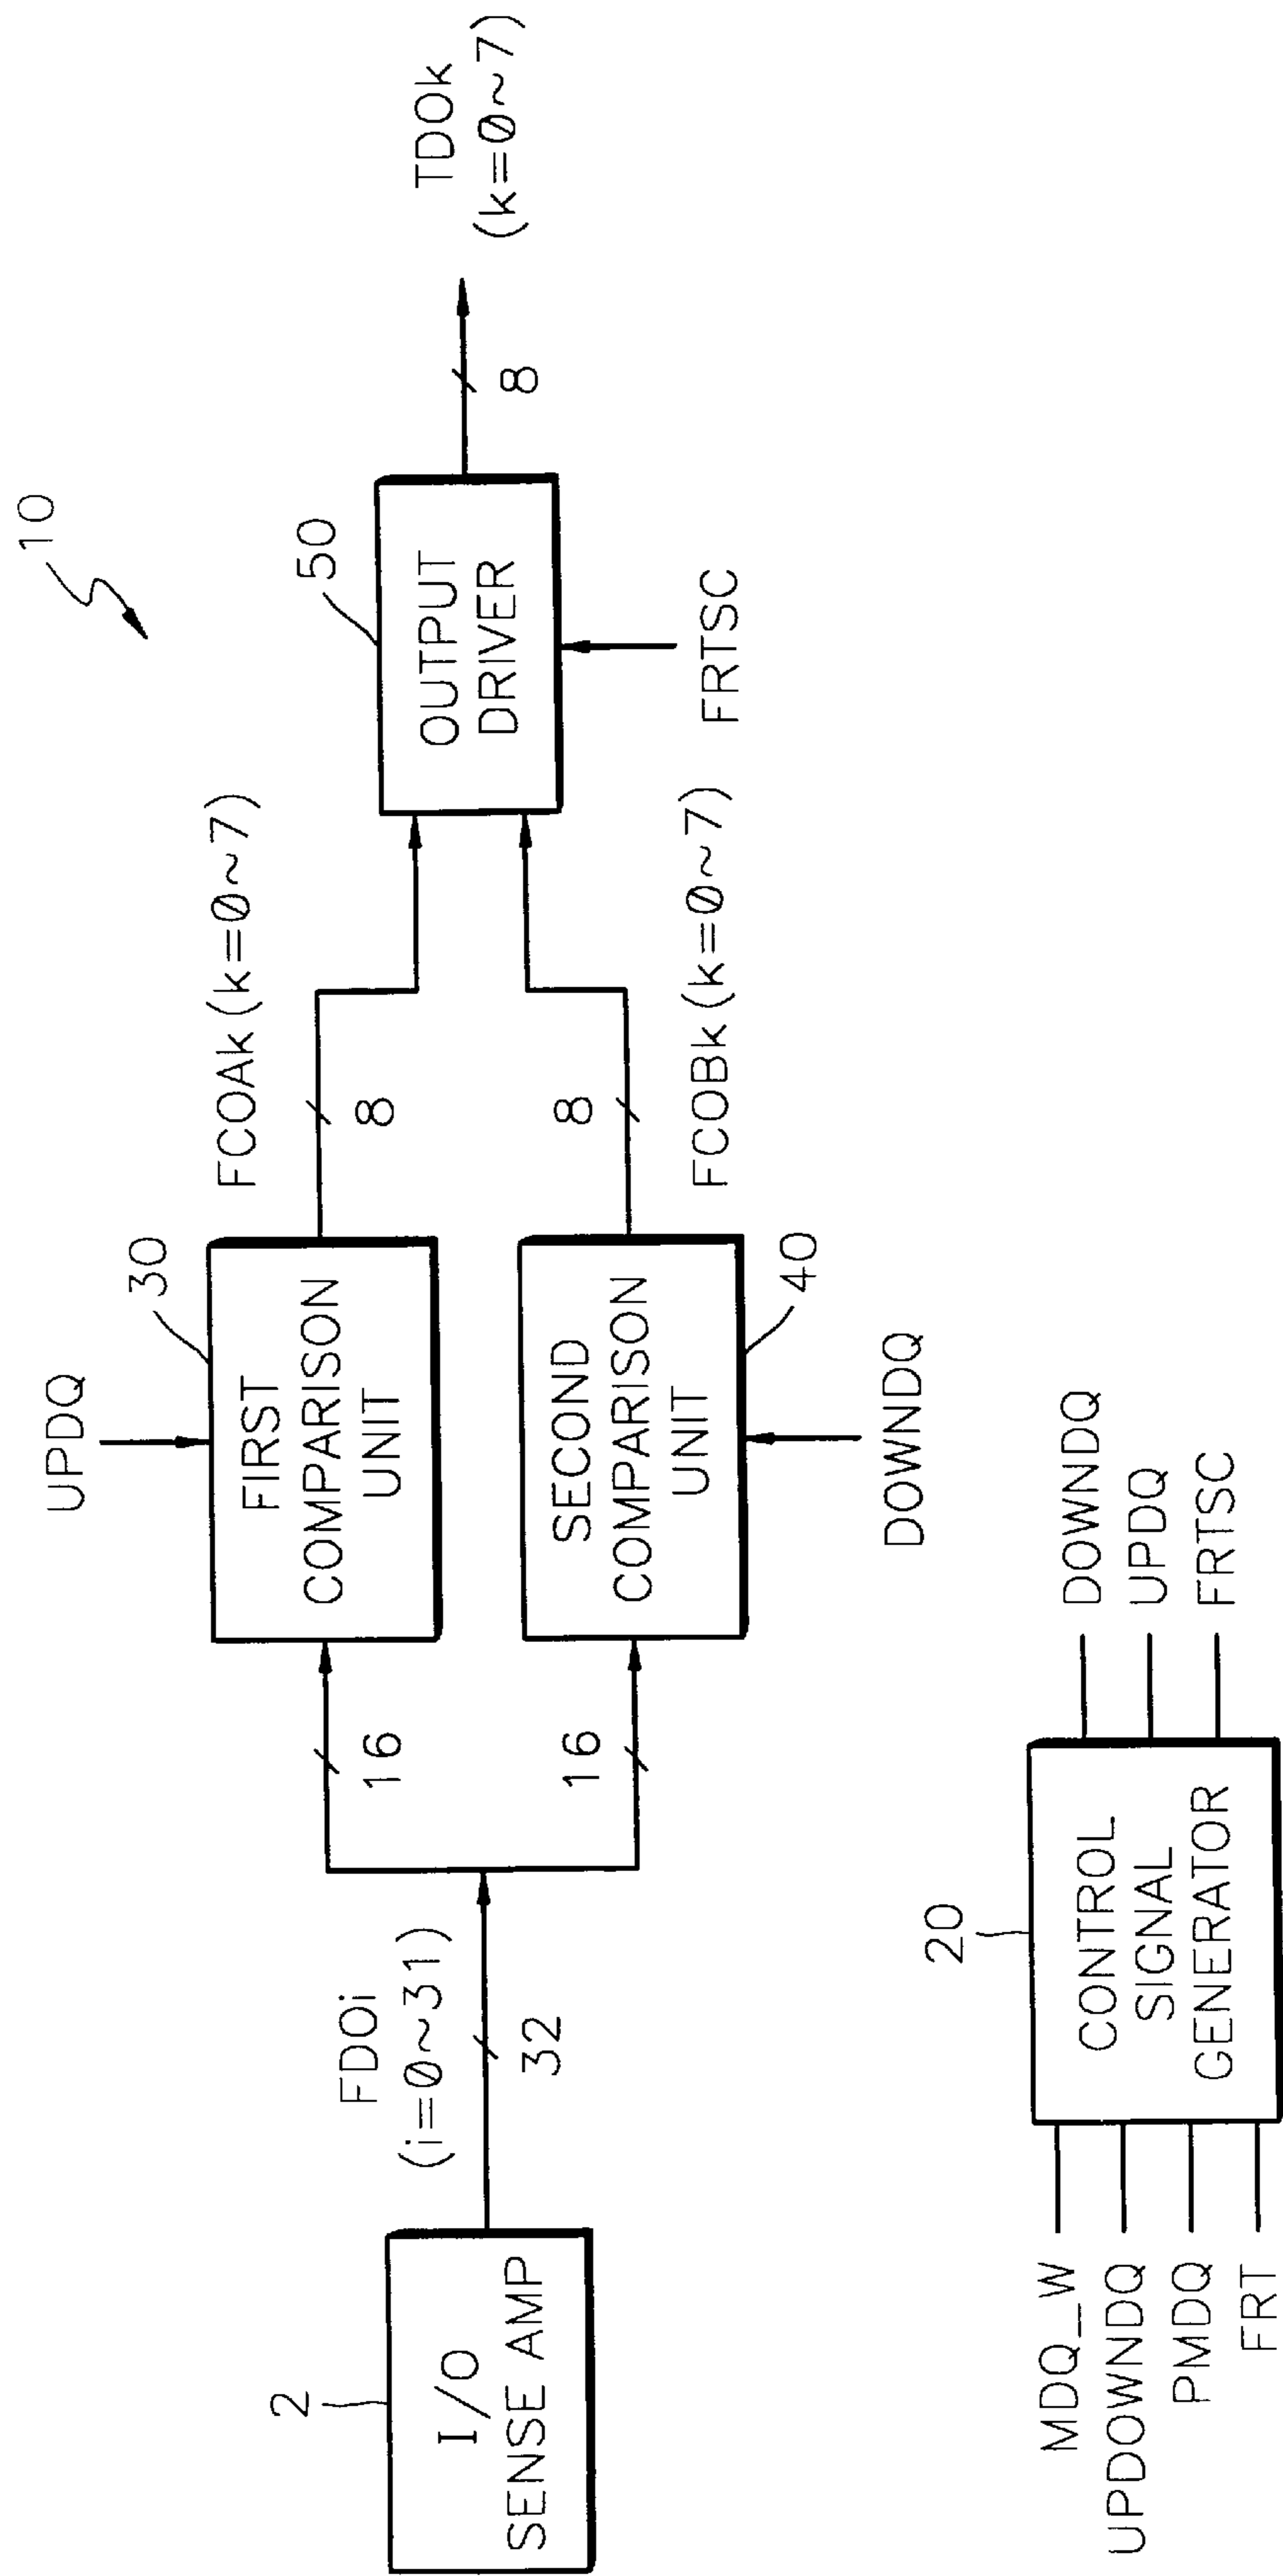 10
2
I/O
SENSE AMP
FDOi
(i=0~31)
32
16
16
UPDQ
30
FIRST
COMPARISON
UNIT
SECOND
COMPARISON
UNIT
40
DOWNDQ
FCOAk(k=0~7)
8
8
FCOBk(k=0~7)
50
OUTPUT
DRIVER
FRTSC
8
TDOk
(k=0~7)
20
MDQ_W
UPDOWNDQ
PMDQ
FRT
CONTROL
SIGNAL
GENERATOR
DOWNDQ
UPDQ
FRTSC